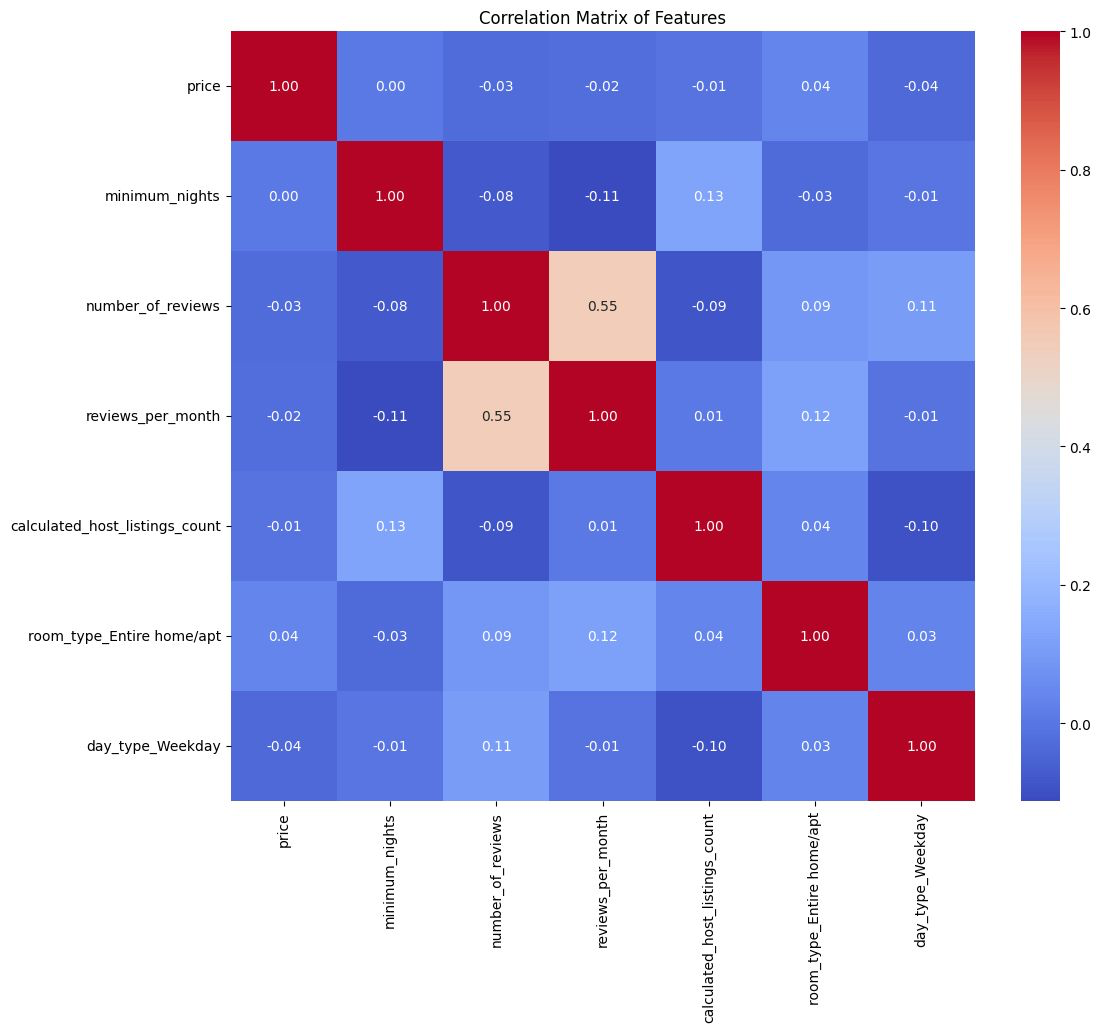 Correlation Matrix of Features
price 1.00 0.00 -0.03 -0.02 -0.01 0.04 -0.04
minimum_nights 0.00 1.00 -0.08 -0.11 0.13 -0.03 -0.01
number_of_reviews -0.03 -0.08 1.00 0.55 -0.09 0.09 0.11
reviews_per_month -0.02 -0.11 0.55 1.00 0.01 0.12 -0.01
calculated_host_listings_count -0.01 0.13 -0.09 0.01 1.00 0.04 -0.10
room_type_Entire home/apt 0.04 -0.03 0.09 0.12 0.04 1.00 0.03
day_type_Weekday -0.04 -0.01 0.11 -0.01 -0.10 0.03 1.00
price
minimum_nights
number_of_reviews
reviews_per_month
calculated_host_listings_count
room_type_Entire home/apt
day_type_Weekday
1.0
0.8
0.6
0.4
0.2
0.0